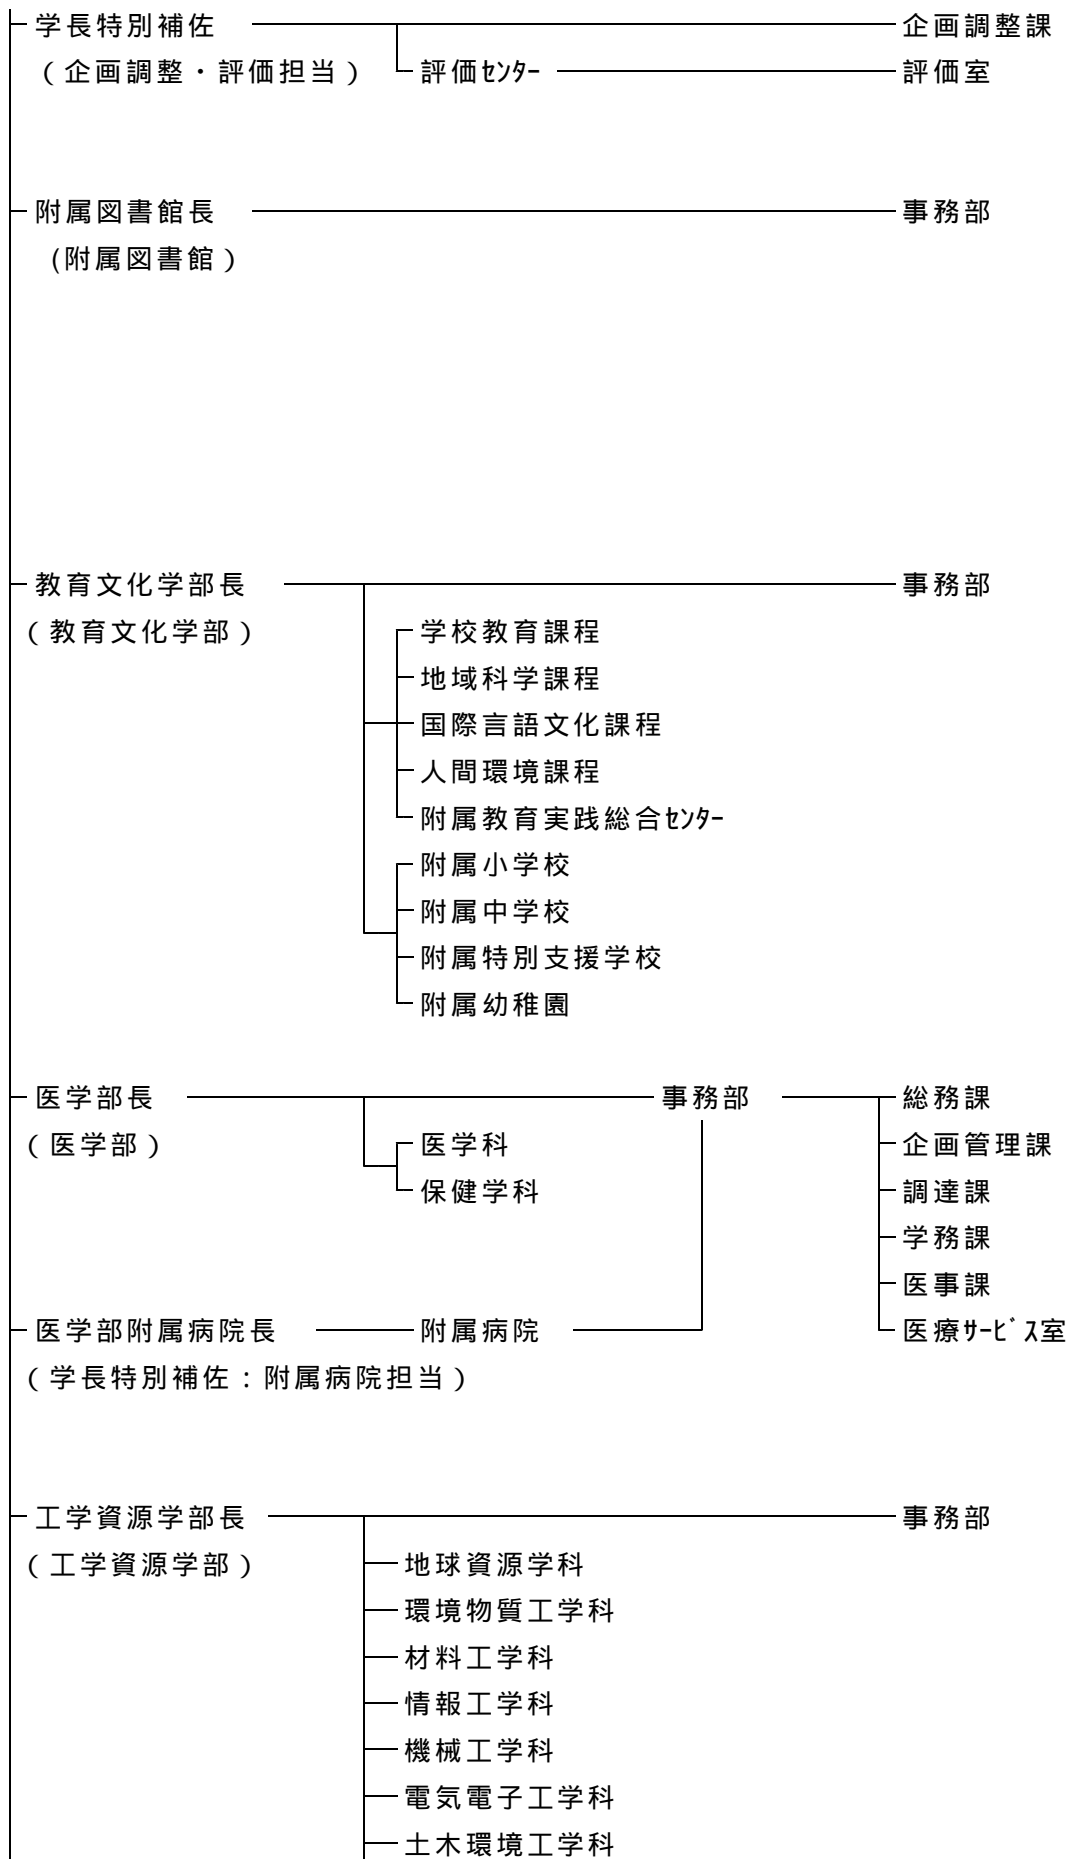 学長特別補佐 企画調整課
（企画調整・評価担当） 評価ｾﾝﾀｰ 評価室
附属図書館長 事務部
(附属図書館）
教育文化学部長 事務部
（教育文化学部） 学校教育課程
地域科学課程
国際言語文化課程
人間環境課程
附属教育実践総合ｾﾝﾀｰ
附属小学校
附属中学校
附属特別支援学校
附属幼稚園
医学部長 事務部 総務課
（医学部） 医学科 企画管理課
保健学科 調達課
学務課
医事課
医学部附属病院長 附属病院 医療ｻｰﾋﾞｽ室
（学長特別補佐：附属病院担当）
工学資源学部長 事務部
（工学資源学部） 地球資源学科
環境物質工学科
材料工学科
情報工学科
機械工学科
電気電子工学科
土木環境工学科